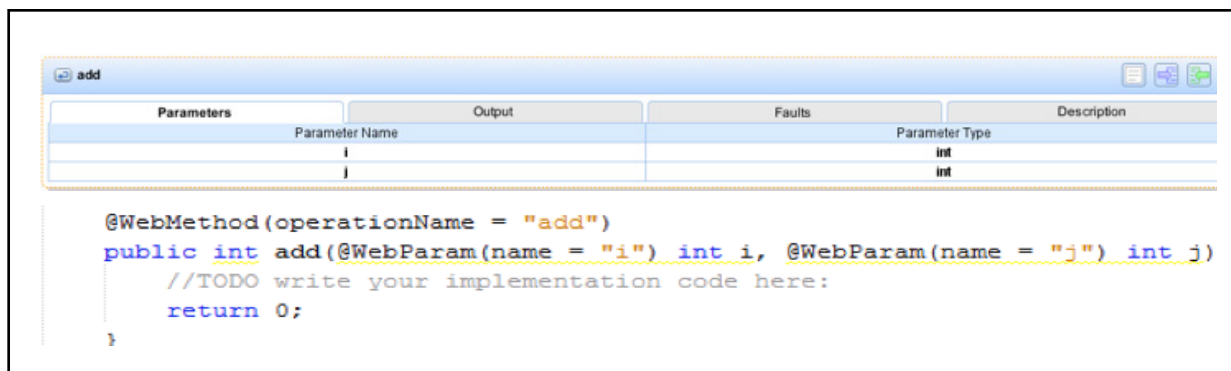 add
Parameters Output Faults Description
Parameter Name Parameter Type
i int
j int
@WebMethod(operationName = "add")
public int add(@WebParam(name = "i") int i, @WebParam(name = "j") int j)
//TODO write your implementation code here:
return 0;
}